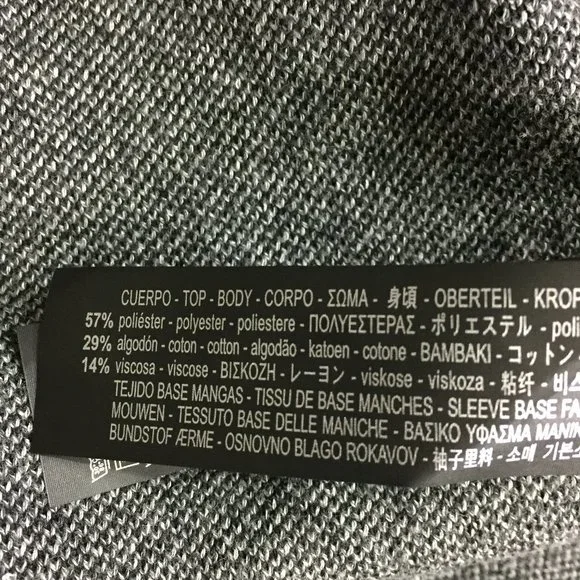 CUERPO - TOP - BODY - CORPO - ΣΩΜΑ - 身頃 - OBERTEIL - KROP
57% poliéster - polyester - poliestere - ΠΟΛΥΕΣΤΕΡΑΣ - ポリエステル - poli
29% algodón - coton - cotton - algodão - katoen - cotone - ΒΑΜΒΑΚΙ - コットン
14% viscosa - viscose - ΒΙΣΚΟΖΗ - レーヨン - viskose - viskoza - 粘纤 - 비스
TEJIDO BASE MANGAS - TISSU DE BASE MANCHES - SLEEVE BASE FA
MOUWEN - TESSUTO BASE DELLE MANICHE - ΒΑΣΙΚΟ ΥΦΑΣΜΑ ΜΑΝΙΚ
BUNDSTOF ÆRME - OSNOVNO BLAGO ROKAVOV - 袖子里料 - 소매 기본